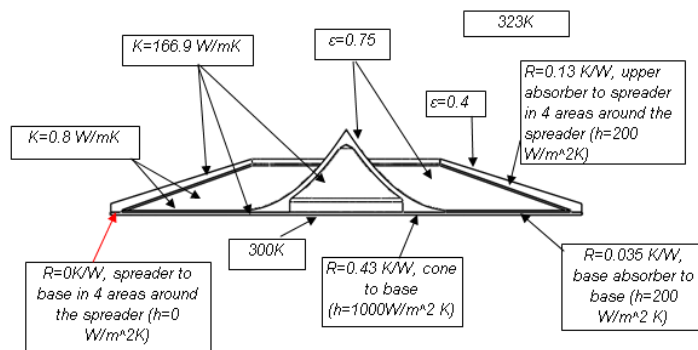 323K
K=166.9 W/mK
ε=0.75
R=0.13 K/W, upper
absorber to spreader
in 4 areas around
the spreader (h=200
W/m^2K)
ε=0.4
K=0.8 W/mK
300K
R=0K/W, spreader to
base in 4 areas around
the spreader (h=0
W/m^2K)
R=0.43 K/W, cone
to base
(h=1000W/m^2 K)
R=0.035 K/W,
base absorber to
base (h=200
W/m^2 K)